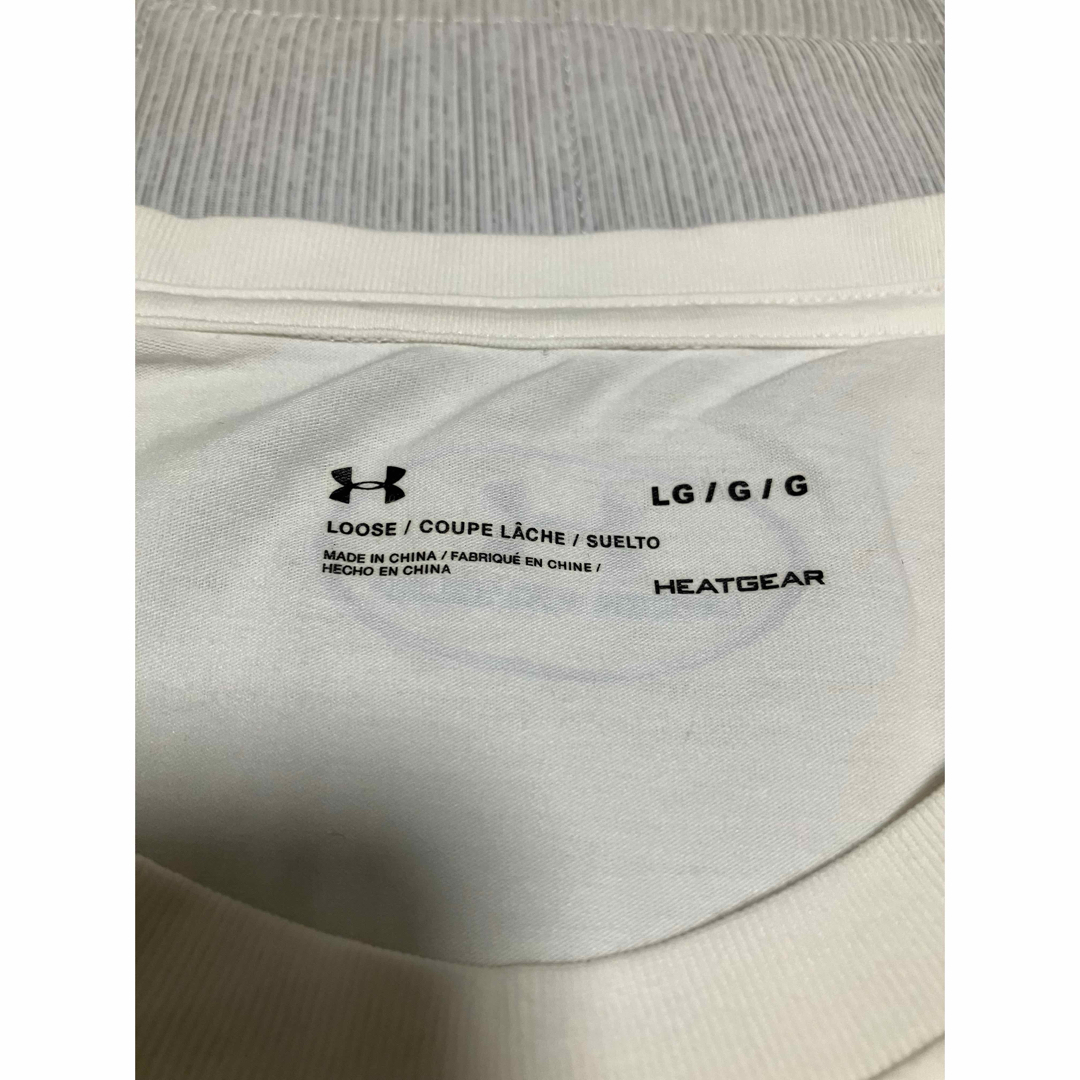 LG / G / G
LOOSE / COUPE LÂCHE / SUELTO
MADE IN CHINA / FABRIQUÉ EN CHINE /
HECHO EN CHINA
HEATGEAR